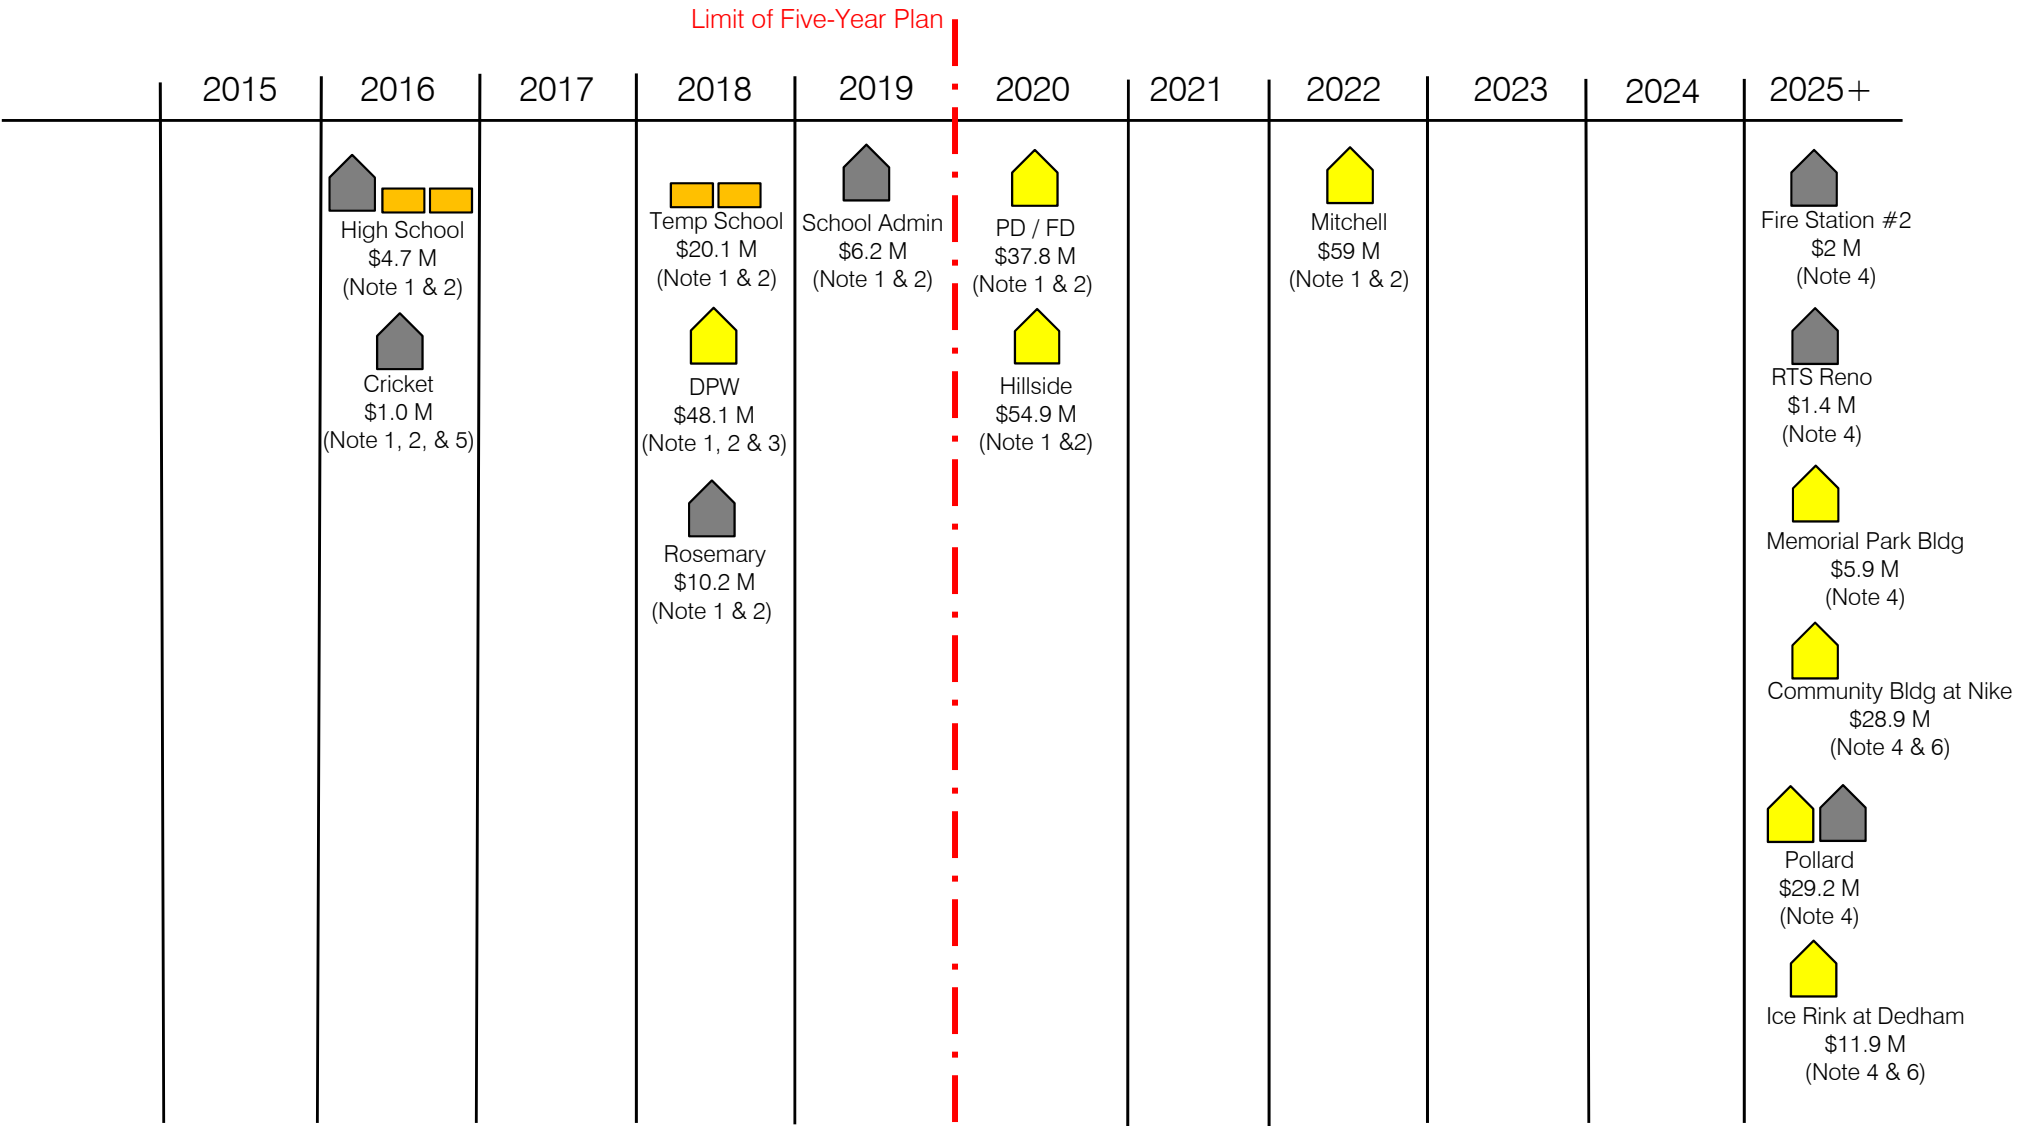 Limit of Five-Year Plan
2015
2016
2017
2018
2019
2020
2021
2022
2023
2024
2025+
High School
$4.7 M
(Note 1 & 2)
Cricket
$1.0 M
(Note 1, 2, & 5)
Temp School
$20.1 M
(Note 1 & 2)
DPW
$48.1 M
(Note 1, 2 & 3)
Rosemary
$10.2 M
(Note 1 & 2)
School Admin
$6.2 M
(Note 1 & 2)
PD / FD
$37.8 M
(Note 1 & 2)
Hillside
$54.9 M
(Note 1 &2)
Mitchell
$59 M
(Note 1 & 2)
Fire Station #2
$2 M
(Note 4)
RTS Reno
$1.4 M
(Note 4)
Memorial Park Bldg
$5.9 M
(Note 4)
Community Bldg at Nike
$28.9 M
(Note 4 & 6)
Pollard
$29.2 M
(Note 4)
Ice Rink at Dedham
$11.9 M
(Note 4 & 6)